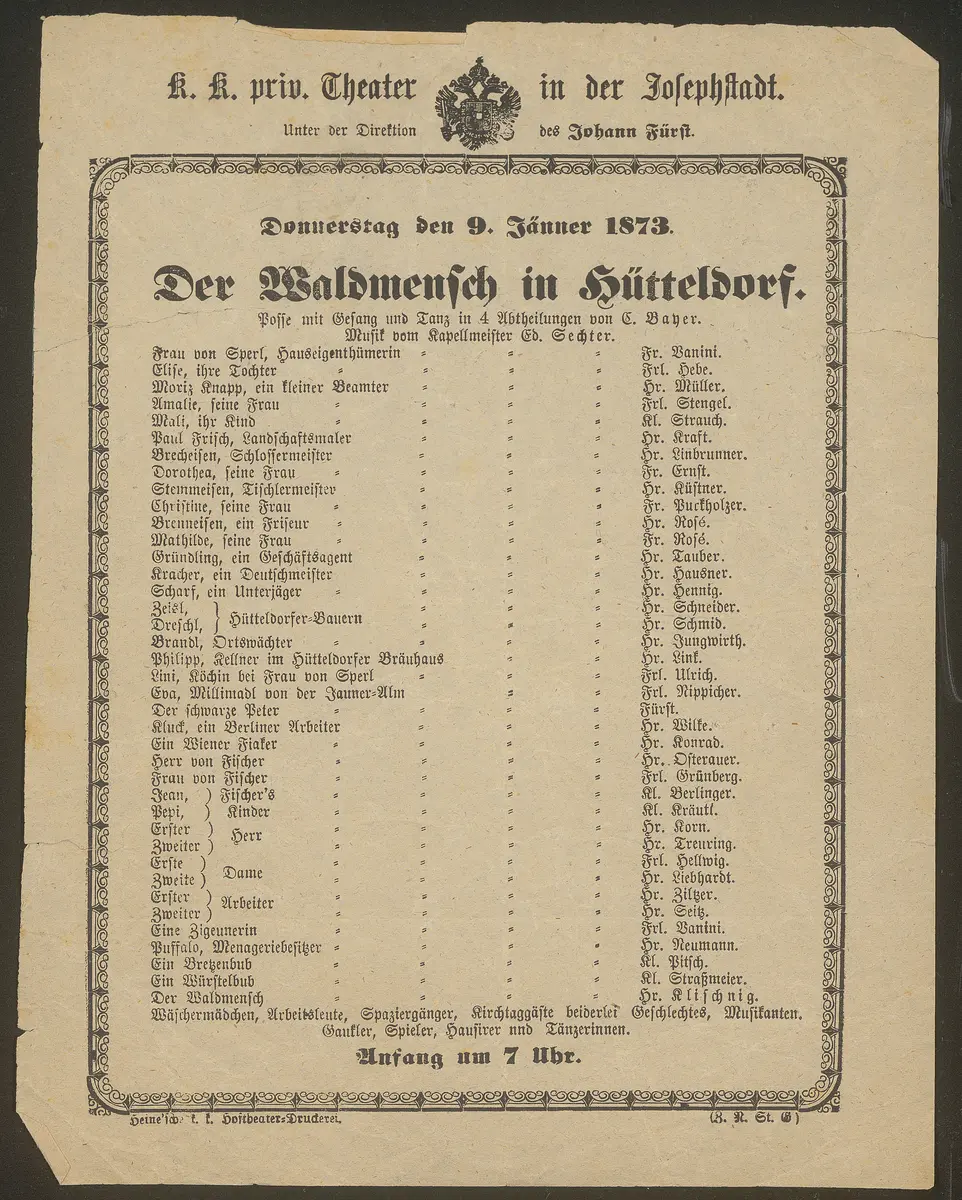 K. K. priv. Theater in der Josephstadt.
Unter der Direktion des Johann Fürst.
Donnerstag den 9. Jänner 1873.
Der Waldmensch in Hütteldorf.
Posse mit Gesang und Tanz in 4 Abtheilungen von C. Bayer.
Musik vom Kapellmeister Ed. Sechter.
Frau von Sperl, Hauseigenthümerin = = = Fr. Vanini.
Elise, ihre Tochter = = = = Frl. Hebe.
Moriz Knapp, ein kleiner Beamter = = = Hr. Müller.
Amalie, seine Frau = = = = Frl. Stengel.
Mali, ihr Kind = = = = Kl. Strauch.
Paul Frisch, Landschaftsmaler = = = Hr. Kraft.
Brecheisen, Schlossermeister = = = Hr. Linbrunner.
Dorothea, seine Frau = = = = Fr. Ernst.
Stemmeisen, Tischlermeister = = = Hr. Küstner.
Christine, seine Frau = = = = Fr. Puckholzer.
Brenneisen, ein Friseur = = = = Hr. Rosé.
Mathilde, seine Frau = = = = Fr. Rosé.
Gründling, ein Geschäftsagent = = = Hr. Tauber.
Kracher, ein Deutschmeister = = = Hr. Hausner.
Scharf, ein Unterjäger = = = = Hr. Hennig.
Zeisl, } Hütteldorfer-Bauern = = = Hr. Schneider.
Dreschl, } = = = Hr. Schmid.
Brandl, Ortswächter = = = = Hr. Jungwirth.
Philipp, Kellner im Hütteldorfer Bräuhaus = = Hr. Link.
Lini, Köchin bei Frau von Sperl = = = Frl. Ulrich.
Eva, Millimadl von der Jauner-Alm = = Frl. Nippicher.
Der schwarze Peter = = = = Fürst.
Kluck, ein Berliner Arbeiter = = = Hr. Wilke.
Ein Wiener Fiaker = = = = Hr. Konrad.
Herr von Fischer = = = = Hr. Osterauer.
Frau von Fischer = = = = Frl. Grünberg.
Jean, ) Fischer's = = = = Kl. Berlinger.
Pepi, ) Kinder = = = = Kl. Kräutl.
Erster ) Herr = = = = Hr. Korn.
Zweiter ) = = = = Hr. Treuring.
Erste ) Dame = = = = Frl. Hellwig.
Zweite ) = = = = Hr. Liebhardt.
Erster ) Arbeiter = = = = Hr. Ziltzer.
Zweiter ) = = = = Hr. Seitz.
Eine Zigeunerin = = = = Frl. Vanini.
Puffalo, Menageriebesitzer = = = = Hr. Neumann.
Ein Bretzenbub = = = = Kl. Pitsch.
Ein Würstelbub = = = = Kl. Straßmeier.
Der Waldmensch = = = = Hr. Klischnig.
Wäschermädchen, Arbeitsleute, Spaziergänger, Kirchtaggäste beiderlei Geschlechtes, Musikanten.
Gaukler, Spieler, Hausirer und Tänzerinnen.
Anfang um 7 Uhr.
Heine'sche k. k. Hoftheater-Druckerei. (Z. N. St. G)